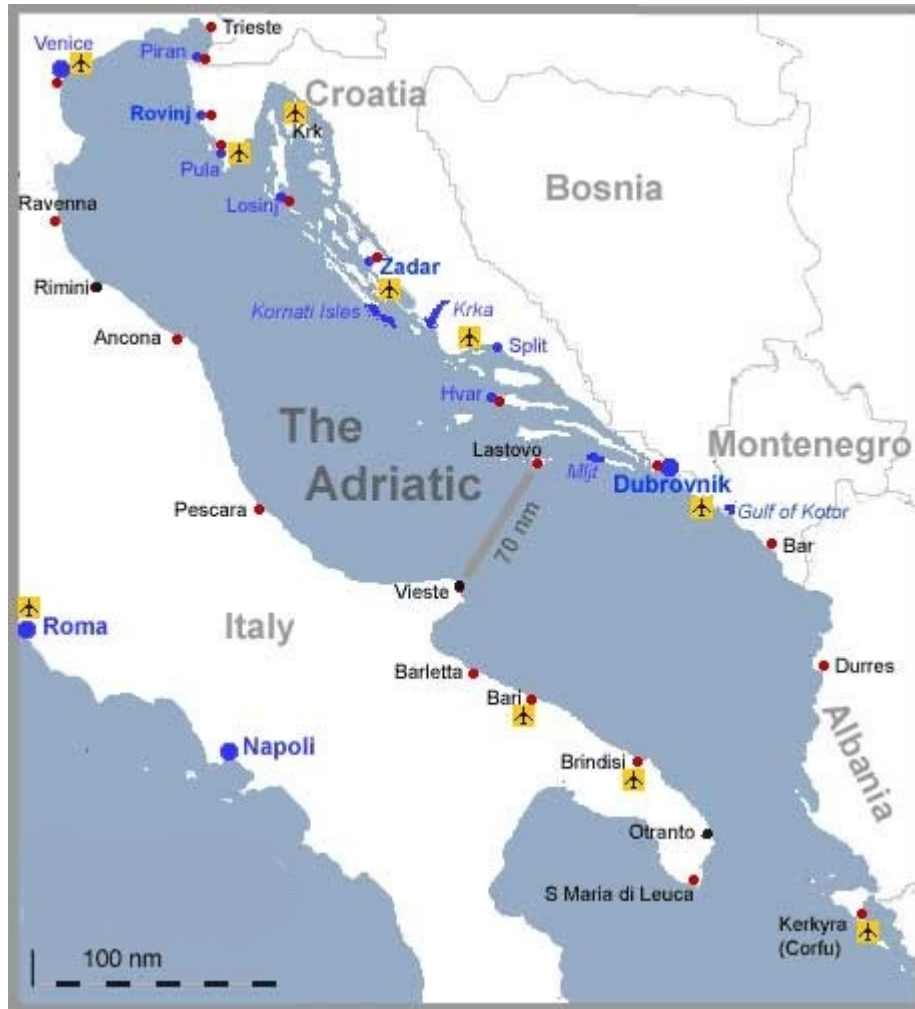 Trieste
Venice
Piran
Croatia
Rovinj
Krk
Pula
Bosnia
Ravenna
Losinj
Zadar
Rimini
Kornati Isles
Krka
Ancona
Split
Hvar
The
Adriatic
Lastovo
Montenegro
Mljt
Dubrovnik
Pescara
70 nm
Gulf of Kotor
Bar
Vieste
Roma
Italy
Barletta
Durres
Bari
Albania
Napoli
Brindisi
Otranto
S Maria di Leuca
Kerkyra
(Corfu)
100 nm